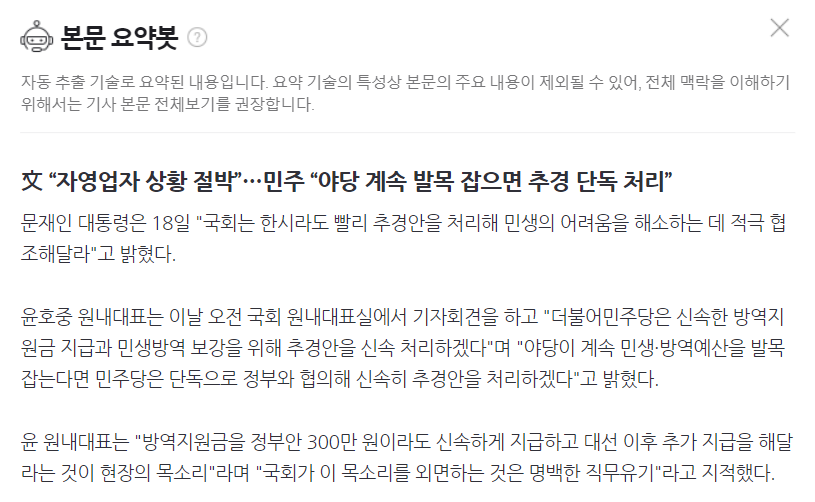 본문 요약봇 ?
자동 추출 기술로 요약된 내용입니다. 요약 기술의 특성상 본문의 주요 내용이 제외될 수 있어, 전체 맥락을 이해하기
위해서는 기사 본문 전체보기를 권장합니다.
文 “자영업자 상황 절박”…민주 “야당 계속 발목 잡으면 추경 단독 처리”
문재인 대통령은 18일 "국회는 한시라도 빨리 추경안을 처리해 민생의 어려움을 해소하는 데 적극 협
조해달라"고 밝혔다.
윤호중 원내대표는 이날 오전 국회 원내대표실에서 기자회견을 하고 "더불어민주당은 신속한 방역지
원금 지급과 민생방역 보강을 위해 추경안을 신속 처리하겠다"며 "야당이 계속 민생·방역예산을 발목
잡는다면 민주당은 단독으로 정부와 협의해 신속히 추경안을 처리하겠다"고 밝혔다.
윤 원내대표는 "방역지원금을 정부안 300만 원이라도 신속하게 지급하고 대선 이후 추가 지급을 해달
라는 것이 현장의 목소리"라며 "국회가 이 목소리를 외면하는 것은 명백한 직무유기"라고 지적했다.